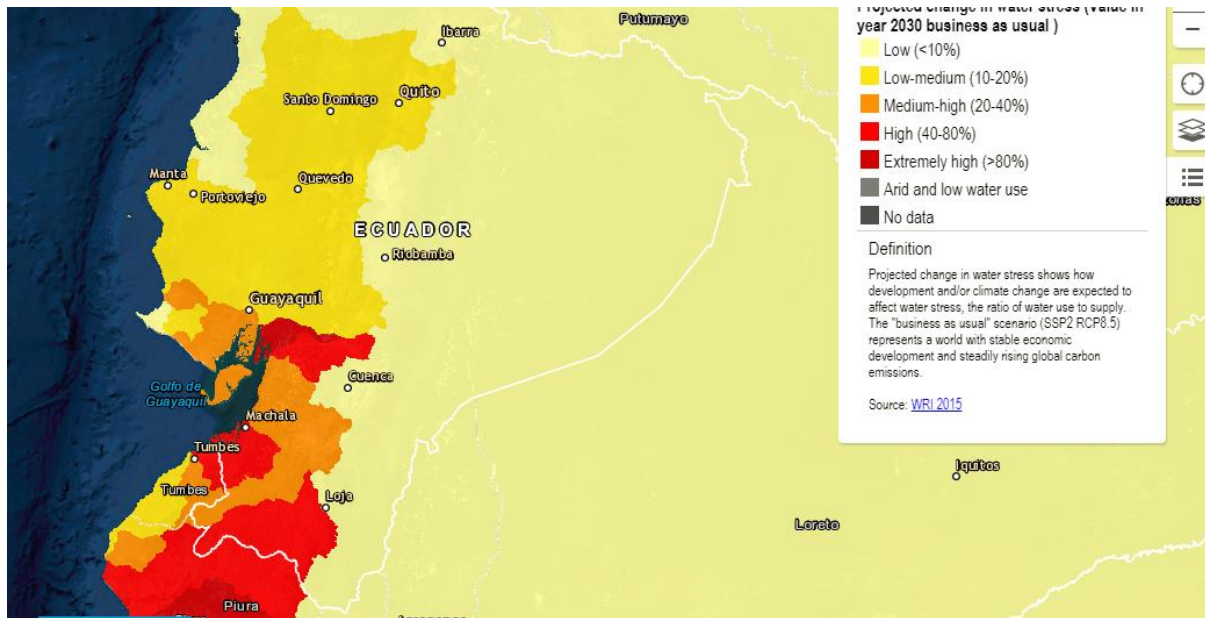 Projected change in water stress (Value in
year 2030 business as usual )
Low (<10%)
Low-medium (10-20%)
Medium-high (20-40%)
High (40-80%)
Extremely high (>80%)
Arid and low water use
No data
Definition
Projected change in water stress shows how
development and/or climate change are expected to
affect water stress, the ratio of water use to supply.
The "business as usual" scenario (SSP2 RCP8.5)
represents a world with stable economic
development and steadily rising global carbon
emissions.
Source: WRI 2015
Putumayo
Ibarra
Santo Domingo
Quito
Manta
Portoviejo
Quevedo
ECUADOR
Riobamba
Guayaquil
Cuenca
Golfo de
Guayaquil
Machala
Tumbes
Tumbes
Loja
Iquitos
Loreto
Piura